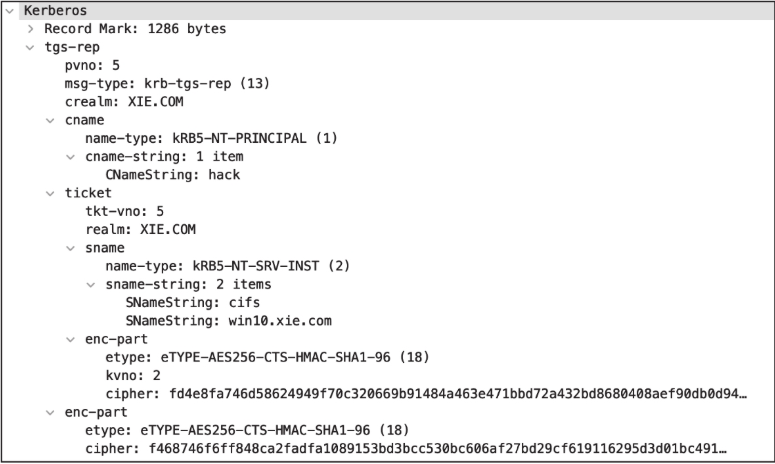 Kerberos
Record Mark: 1286 bytes
tgs-rep
pvno: 5
msg-type: krb-tgs-rep (13)
crealm: XIE.COM
cname
name-type: kRB5-NT-PRINCIPAL (1)
cname-string: 1 item
CNameString: hack
ticket
tkt-vno: 5
realm: XIE.COM
sname
name-type: kRB5-NT-SRV-INST (2)
sname-string: 2 items
SNameString: cifs
SNameString: win10.xie.com
enc-part
etype: eTYPE-AES256-CTS-HMAC-SHA1-96 (18)
kvno: 2
cipher: fd4e8fa746d58624949f70c320669b91484a463e471bbd72a432bd8680408aef90db0d94…
enc-part
etype: eTYPE-AES256-CTS-HMAC-SHA1-96 (18)
cipher: f468746f6ff848ca2fadfa1089153bd3bcc530bc606af27bd29cf619116295d3d01bc491…